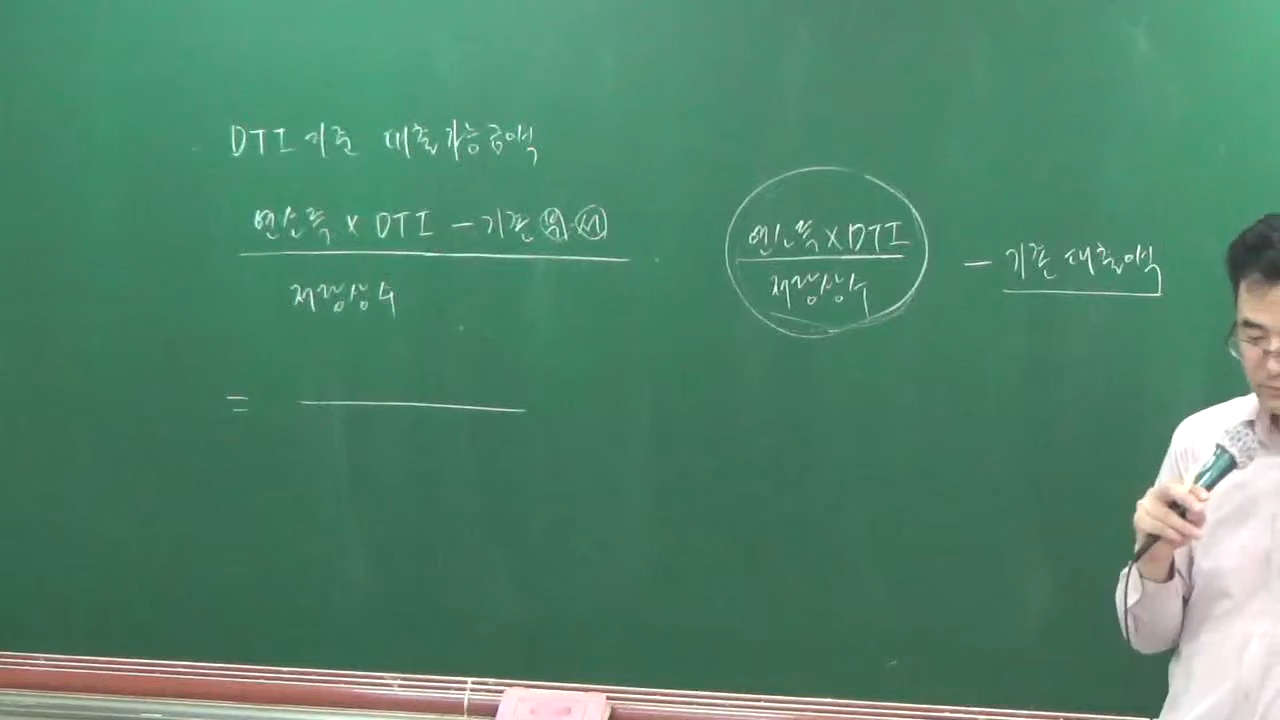 DTI 기준 대출가능금액
연소득 × DTI - 기존 원 리
저당상수
=
연소득 × DTI
저당상수
- 기존 대출액